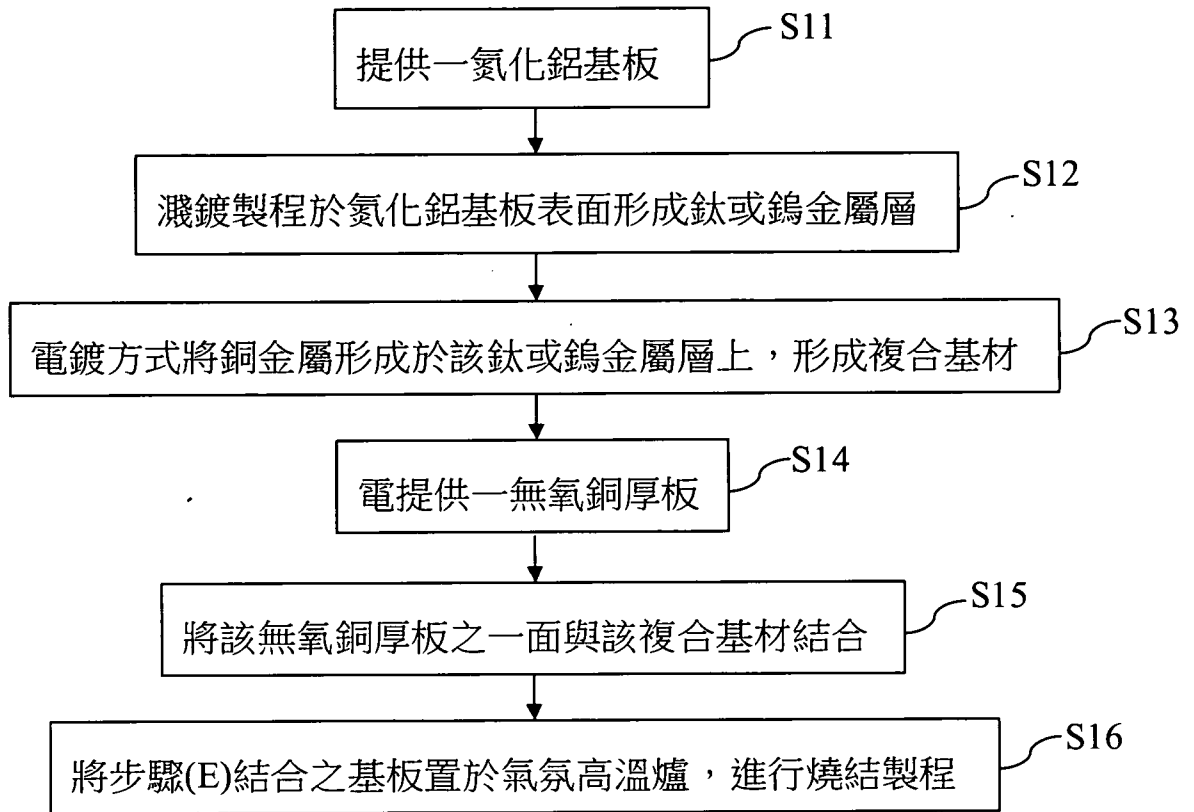 S11
提供一氮化鋁基板
S12
濺鍍製程於氮化鋁基板表面形成鈦或鎢金屬層
S13
電鍍方式將銅金屬形成於該鈦或鎢金屬層上，形成複合基材
S14
電提供一無氧銅厚板
S15
將該無氧銅厚板之一面與該複合基材結合
S16
將步驟(E)結合之基板置於氣氛高溫爐，進行燒結製程